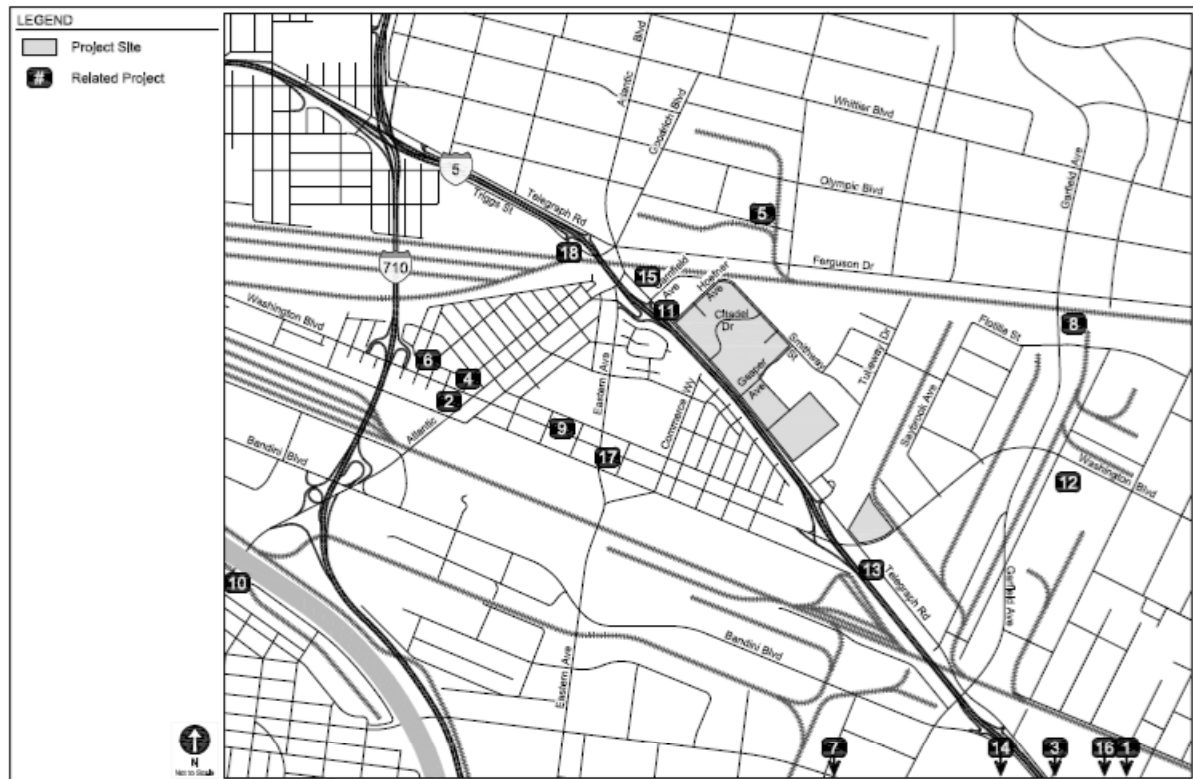 LEGEND
Project Site
# Related Project
Atlantic Blvd
Goodrich Blvd
Whittier Blvd
Garfield Ave
5
Triggs St
Telegraph Rd
Olympic Blvd
5
18
Ferguson Dr
710
15
Hoefner Ave
Washington Blvd
11
Citadel Dr
Smithway St
Tubeway Dr
Flotilla St
8
6
4
2
Gaspar Ave
Eastern Ave
Commerce Wy
Saybrook Ave
Atlantic
9
17
Bandini Blvd
Washington Blvd
12
10
13
Telegraph Rd
Garfield Ave
Bandini Blvd
Eastern Ave
N
Not to Scale
7
14
3
16
1